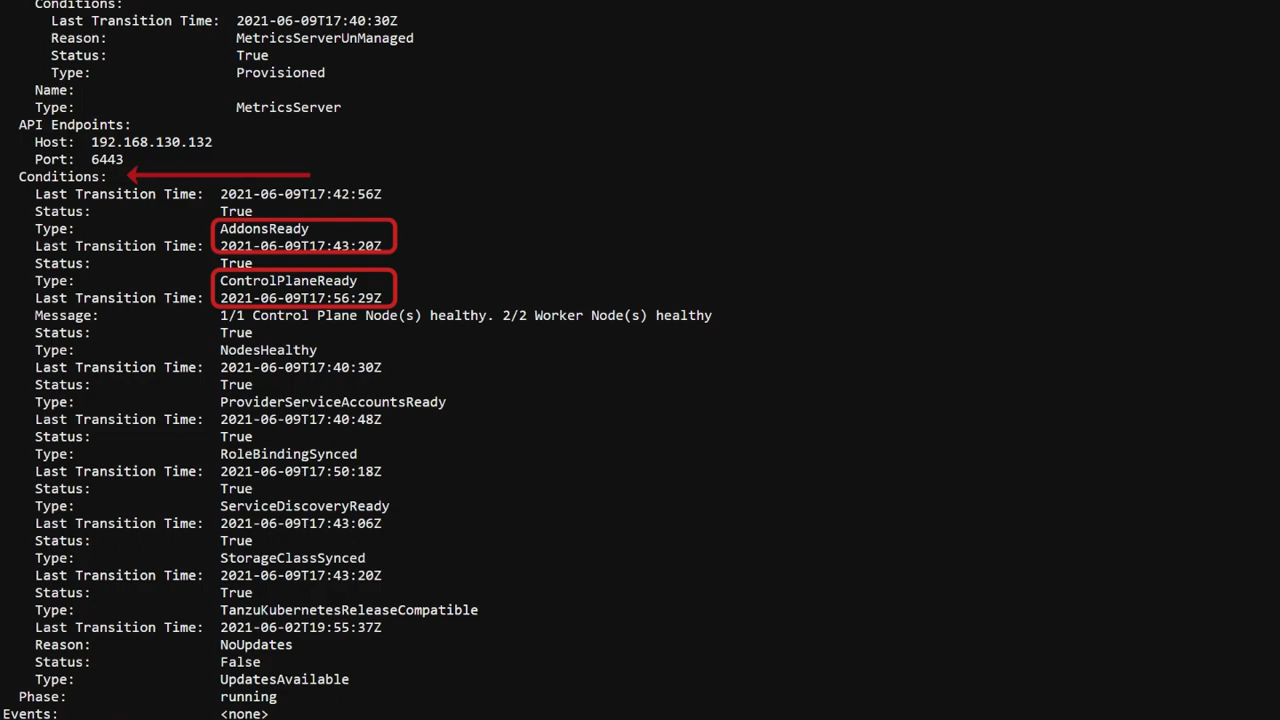 Conditions:
Last Transition Time: 2021-06-09T17:40:30Z
Reason: MetricsServerUnManaged
Status: True
Type: Provisioned
Name:
Type: MetricsServer
API Endpoints:
Host: 192.168.130.132
Port: 6443
Conditions:
Last Transition Time: 2021-06-09T17:42:56Z
Status: True
Type: AddonsReady
Last Transition Time: 2021-06-09T17:43:20Z
Status: True
Type: ControlPlaneReady
Last Transition Time: 2021-06-09T17:56:29Z
Message: 1/1 Control Plane Node(s) healthy. 2/2 Worker Node(s) healthy
Status: True
Type: NodesHealthy
Last Transition Time: 2021-06-09T17:40:30Z
Status: True
Type: ProviderServiceAccountsReady
Last Transition Time: 2021-06-09T17:40:48Z
Status: True
Type: RoleBindingSynced
Last Transition Time: 2021-06-09T17:50:18Z
Status: True
Type: ServiceDiscoveryReady
Last Transition Time: 2021-06-09T17:43:06Z
Status: True
Type: StorageClassSynced
Last Transition Time: 2021-06-09T17:43:20Z
Status: True
Type: TanzuKubernetesReleaseCompatible
Last Transition Time: 2021-06-02T19:55:37Z
Reason: NoUpdates
Status: False
Type: UpdatesAvailable
Phase: running
Events: <none>